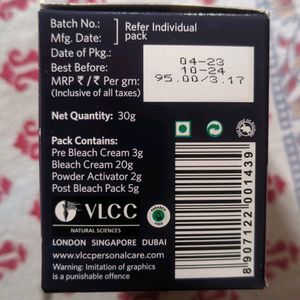 Batch No.:
Mfg. Date:
Refer Individual
pack
Date of Pkg.:
Best Before:
MRP ₹/₹ Per gm:
(Inclusive of all taxes)
04-23
10-24
95.00/3.17
Net Quantity: 30g
Pack Contains:
Pre Bleach Cream 3g
Bleach Cream 20g
Powder Activator 2g
Post Bleach Pack 5g
VLCC
NATURAL SCIENCES
LONDON SINGAPORE DUBAI
www.vlccpersonalcare.com
Warning: Imitation of graphics
is a punishable offence
8 907122 001439